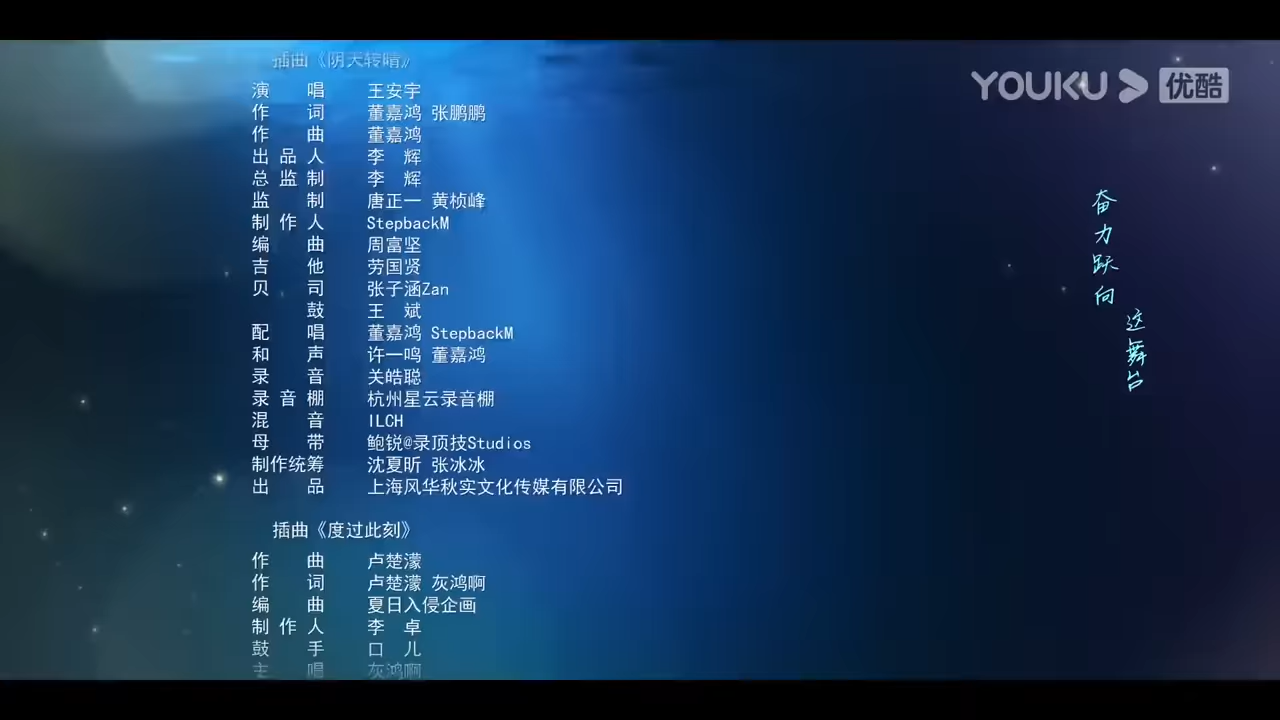 插曲《阴天转晴》
演 唱 王安宇
作 词 董嘉鸿 张鹏鹏
作 曲 董嘉鸿
出 品 人 李 辉
总 监 制 李 辉
监 制 唐正一 黄桢峰
制 作 人 StepbackM
编 曲 周富坚
吉 他 劳国贤
贝 司 张子涵Zan
鼓 王 斌
配 唱 董嘉鸿 StepbackM
和 声 许一鸣 董嘉鸿
录 音 关皓聪
录 音 棚 杭州星云录音棚
混 音 ILCH
母 带 鲍锐@录顶技Studios
制作统筹 沈夏昕 张冰冰
出 品 上海风华秋实文化传媒有限公司
插曲《度过此刻》
作 曲 卢楚濛
作 词 卢楚濛 灰鸿啊
编 曲 夏日入侵企画
制 作 人 李 卓
鼓 手 口 儿
主 唱 灰鸿啊
YOUKU 优酷
奋力跃向
这舞台